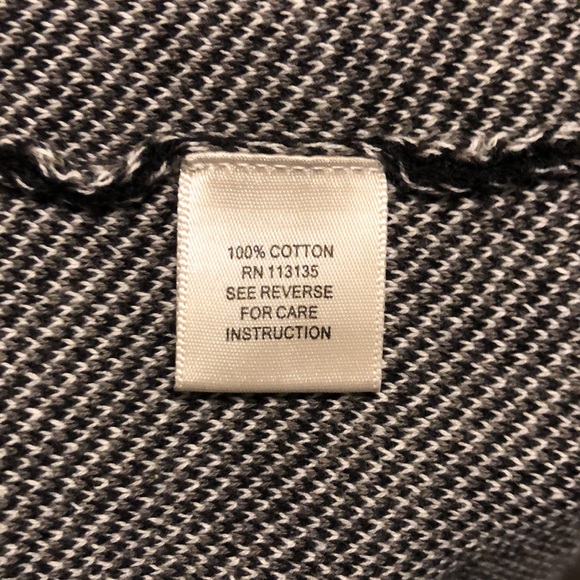 100% COTTON
RN 113135
SEE REVERSE
FOR CARE
INSTRUCTION